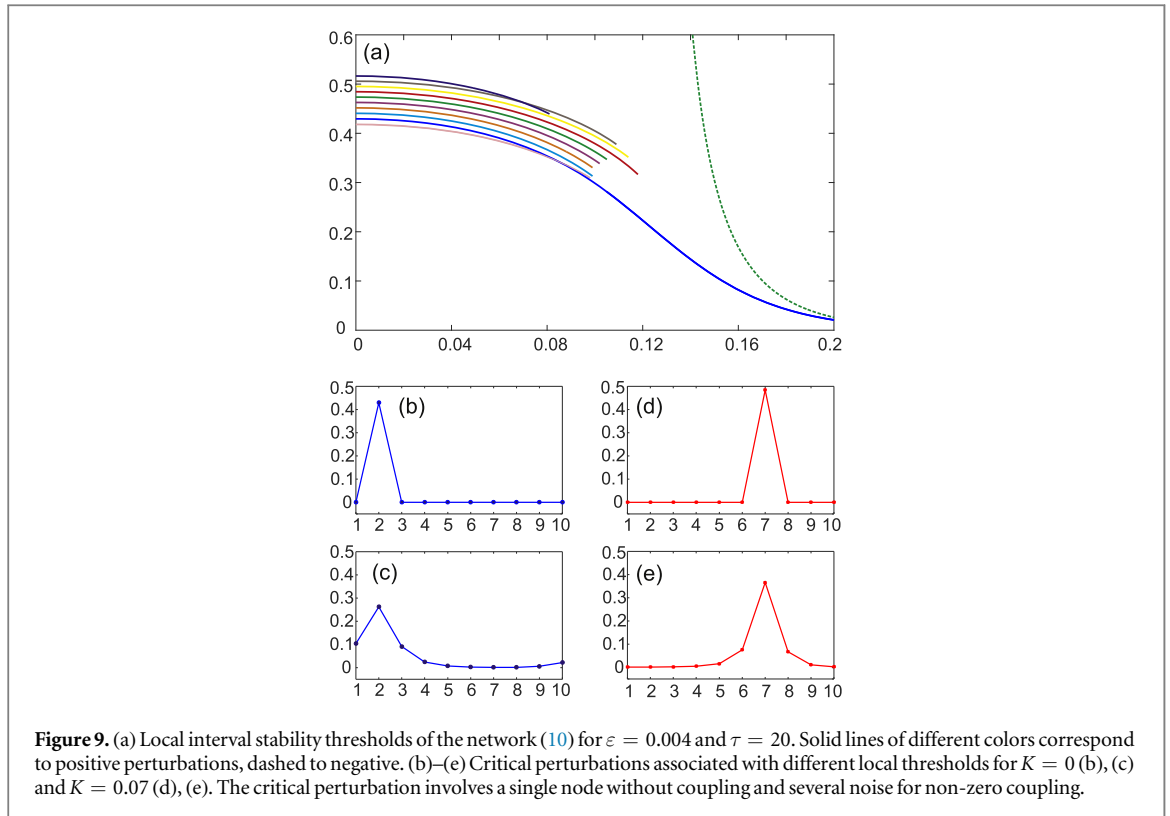 (a)
0.6
0.5
0.4
0.3
0.2
0.1
0
0 0.04 0.08 0.12 0.16 0.2
(b)
0.5
0.4
0.3
0.2
0.1
0
1 2 3 4 5 6 7 8 9 10
(d)
0.5
0.4
0.3
0.2
0.1
0
1 2 3 4 5 6 7 8 9 10
(c)
0.5
0.4
0.3
0.2
0.1
0
1 2 3 4 5 6 7 8 9 10
(e)
0.5
0.4
0.3
0.2
0.1
0
1 2 3 4 5 6 7 8 9 10
Figure 9. (a) Local interval stability thresholds of the network (10) for ε = 0.004 and τ = 20. Solid lines of different colors correspond
to positive perturbations, dashed to negative. (b)–(e) Critical perturbations associated with different local thresholds for K = 0 (b), (c)
and K = 0.07 (d), (e). The critical perturbation involves a single node without coupling and several noise for non-zero coupling.